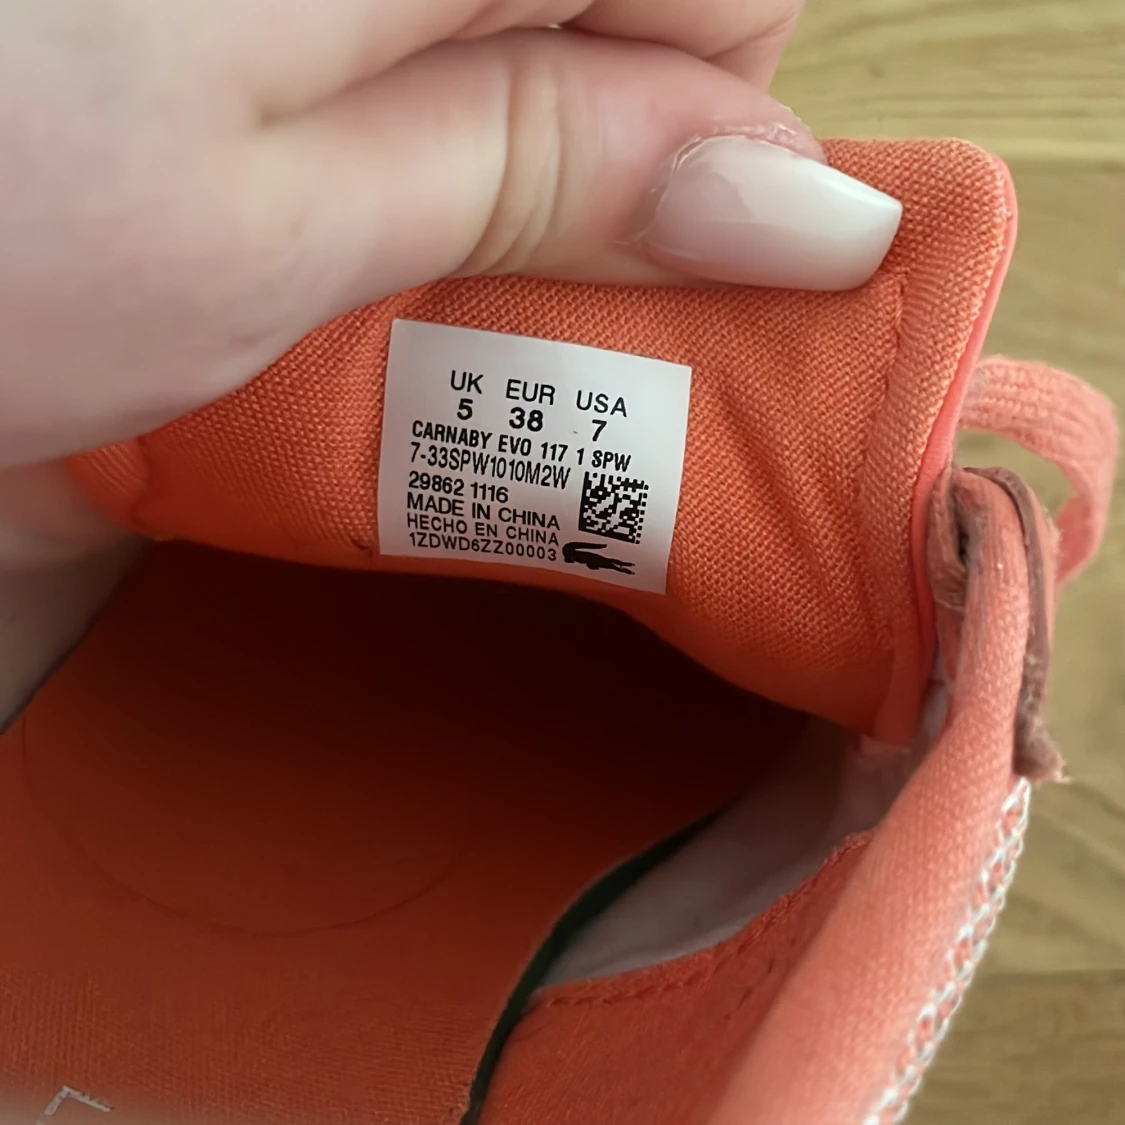 UK EUR USA
5 38 7
CARNABY EVO 117 1 SPW
7-33SPW1010M2W
29862 1116
MADE IN CHINA
HECHO EN CHINA
1ZDWD6ZZ00003